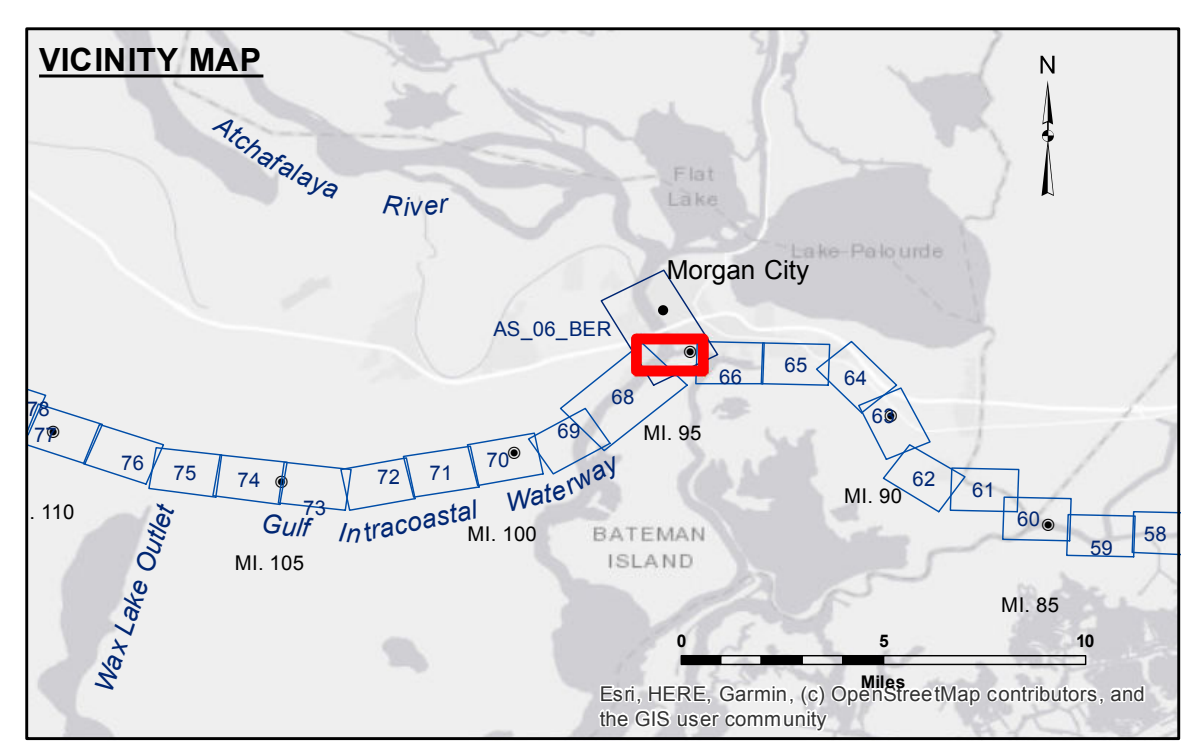 VICINITY MAP
N
Atchafalaya
River
Flat
Lake
Lake Palourde
Morgan City
AS_06_BER
66
65
64
63
62
61
60
59
58
68
69
70
71
72
73
74
75
76
77
78
MI. 95
MI. 90
MI. 85
MI. 100
MI. 105
. 110
Gulf Intracoastal Waterway
Wax Lake Outlet
BATEMAN
ISLAND
0 5 10
Miles
Esri, HERE, Garmin, (c) OpenStreetMap contributors, and
the GIS user community